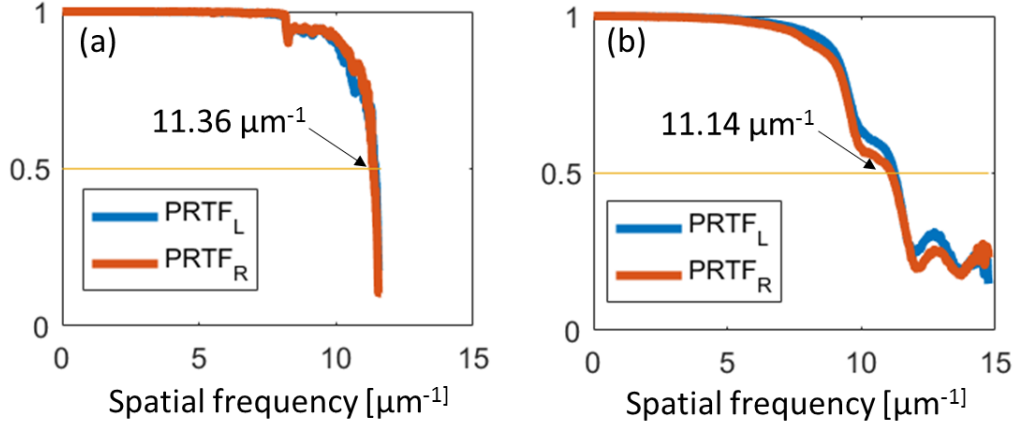 1
(a)
11.36 µm-1
0.5
PRTFL
PRTFR
0
0
5
10
15
Spatial frequency [µm-1]
1
(b)
11.14 µm-1
0.5
PRTFL
PRTFR
0
0
5
10
15
Spatial frequency [µm-1]